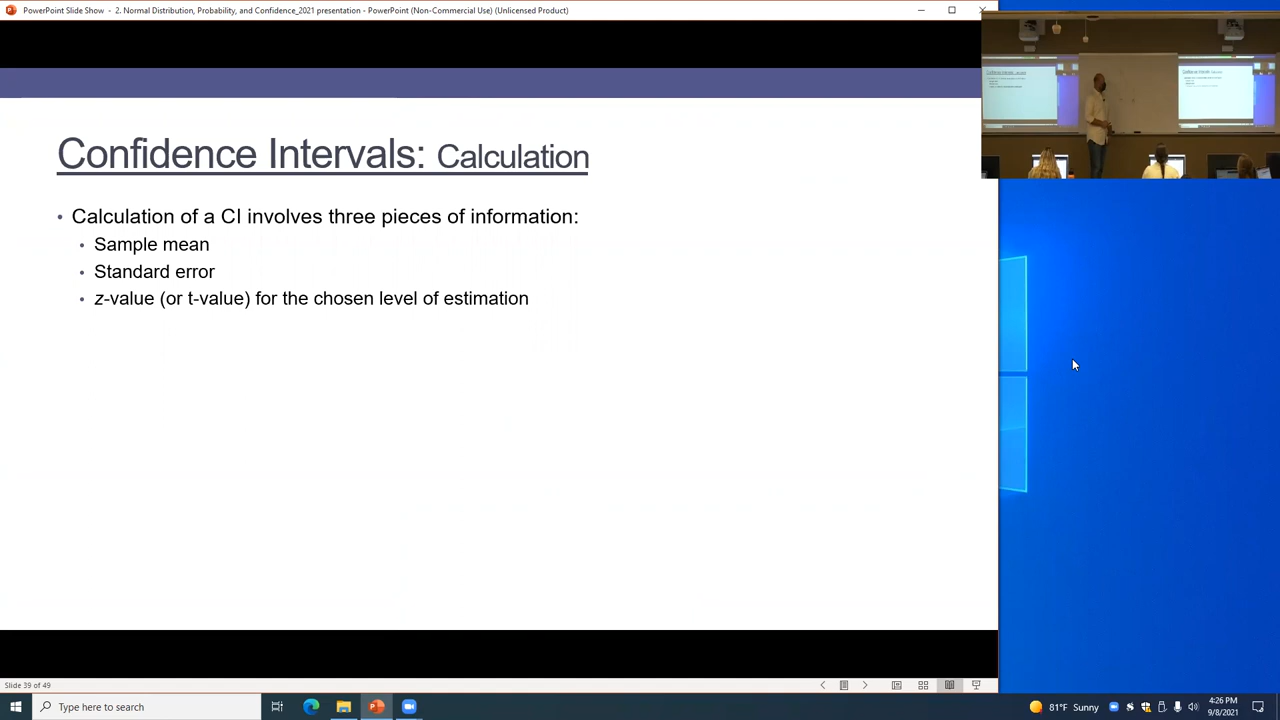 PowerPoint Slide Show - 2. Normal Distribution, Probability, and Confidence_2021 presentation - PowerPoint (Non-Commercial Use) (Unlicensed Product)
Confidence Intervals: Calculation
• Calculation of a CI involves three pieces of information:
• Sample mean
• Standard error
• z-value (or t-value) for the chosen level of estimation
Slide 39 of 49
Type here to search
81°F Sunny
4:26 PM
9/8/2021